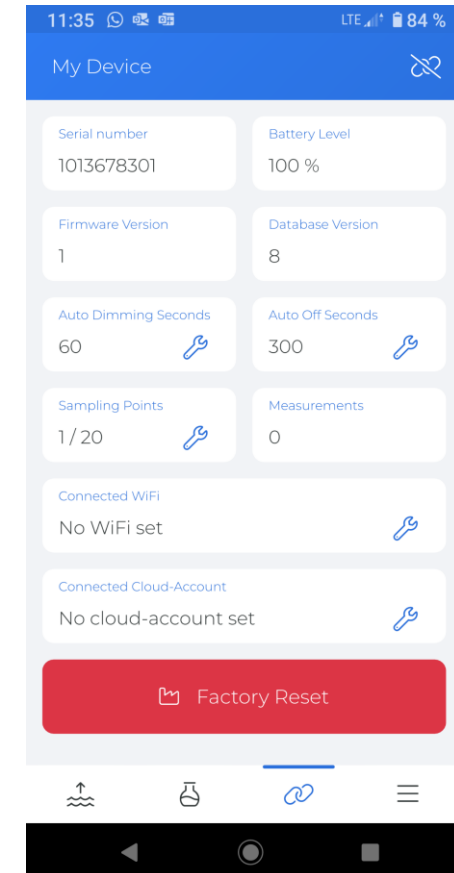 11:35 LTE 84 %
My Device
Serial number Battery Level
1013678301 100 %
Firmware Version Database Version
1 8
Auto Dimming Seconds Auto Off Seconds
60 300
Sampling Points Measurements
1 / 20 0
Connected WiFi
No WiFi set
Connected Cloud-Account
No cloud-account set
Factory Reset